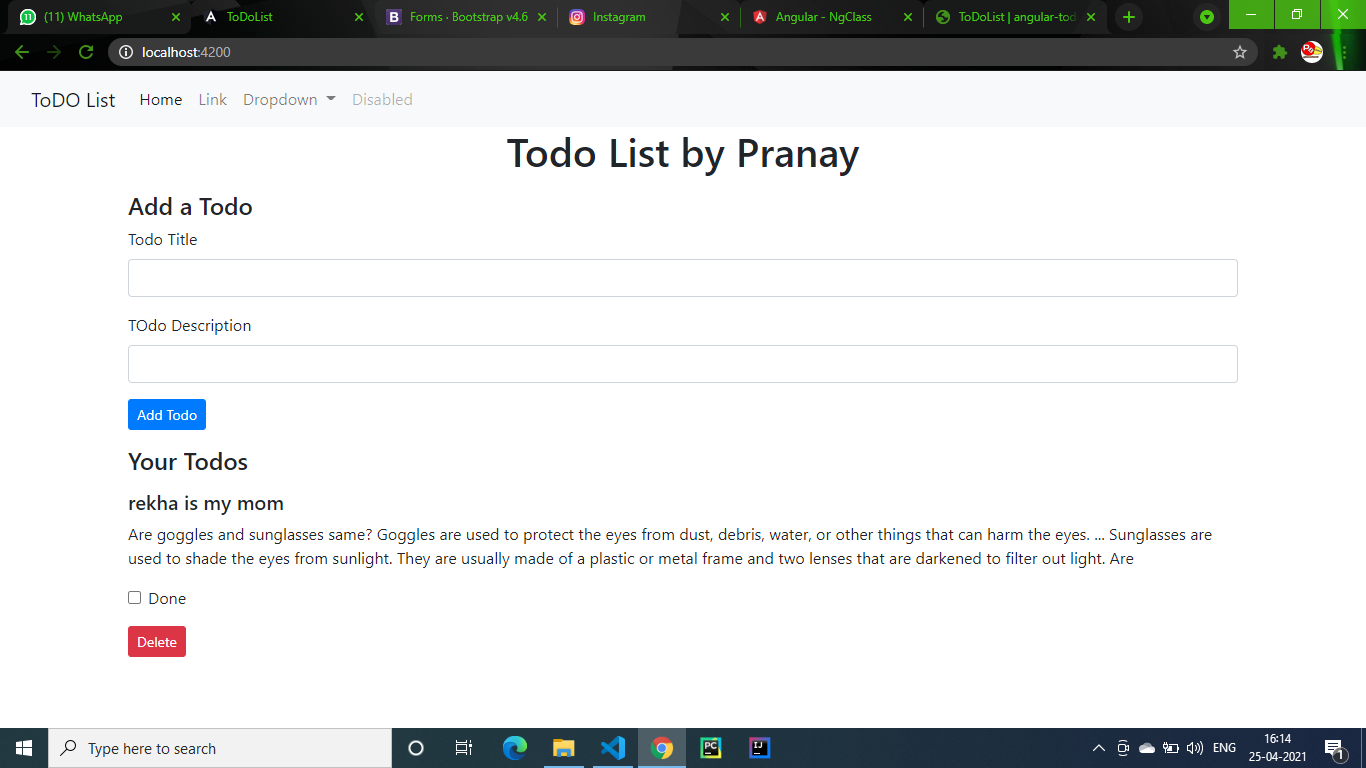 (11) WhatsApp ToDoList Forms · Bootstrap v4.6 Instagram Angular - NgClass ToDoList | angular-tod
localhost:4200
ToDO List Home Link Dropdown Disabled
Todo List by Pranay
Add a Todo
Todo Title
TOdo Description
Add Todo
Your Todos
rekha is my mom
Are goggles and sunglasses same? Goggles are used to protect the eyes from dust, debris, water, or other things that can harm the eyes. ... Sunglasses are
used to shade the eyes from sunlight. They are usually made of a plastic or metal frame and two lenses that are darkened to filter out light. Are
Done
Delete
Type here to search
ENG
16:14
25-04-2021